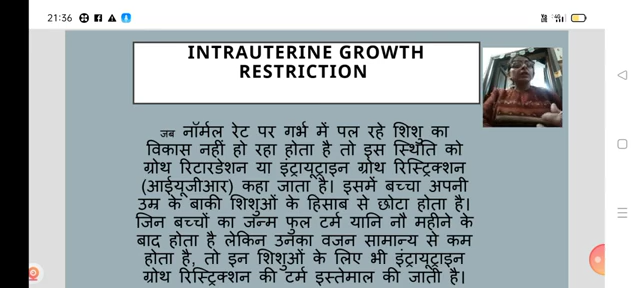 21:36
INTRAUTERINE GROWTH
RESTRICTION
जब नॉर्मल रेट पर गर्भ में पल रहे शिशु का
विकास नहीं हो रहा होता है तो इस स्थिति को
ग्रोथ रिटारडेशन या इंट्रायूट्राइन ग्रोथ रिस्ट्रिक्शन
(आईयूजीआर) कहा जाता है। इसमें बच्चा अपनी
उम्र के बाकी शिशुओं के हिसाब से छोटा होता है।
जिन बच्चों का जन्म फुल टर्म यानि नौ महीने के
बाद होता है लेकिन उनका वजन सामान्य से कम
होता है, तो इन शिशुओं के लिए भी इंट्रायूट्राइन
ग्रोथ रिस्ट्रिक्शन की टर्म इस्तेमाल की जाती है।